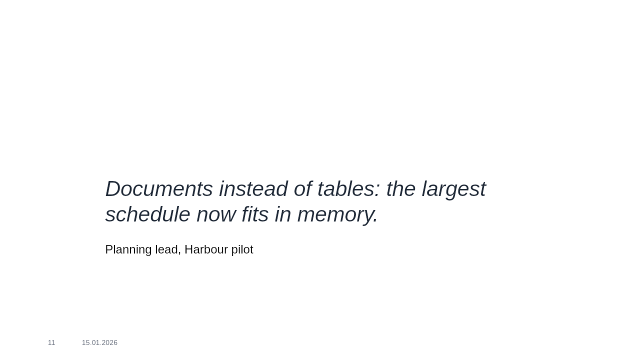 Documents instead of tables: the largest
schedule now fits in memory.
Planning lead, Harbour pilot
11 15.01.2026